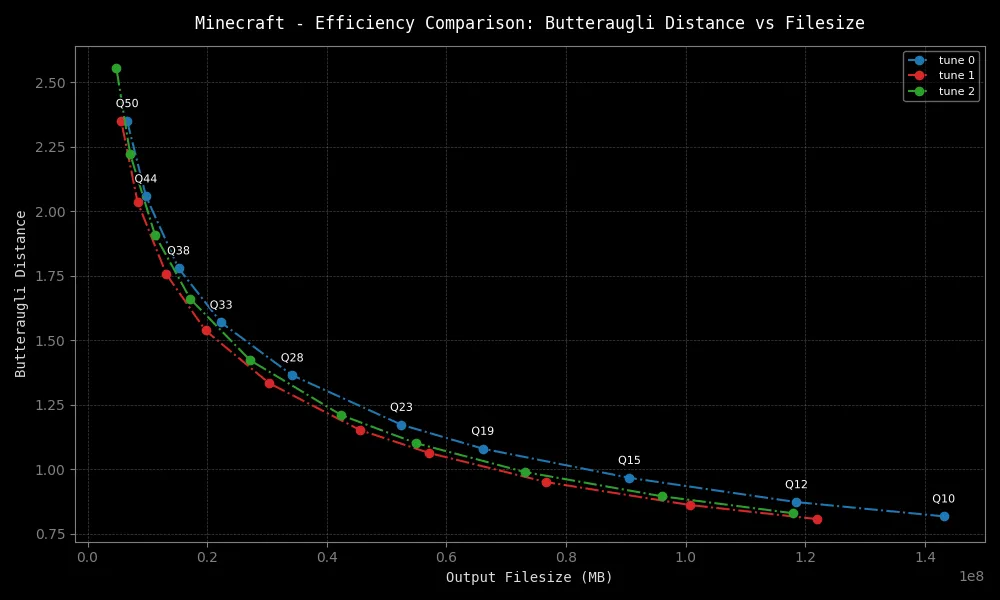 Minecraft - Efficiency Comparison: Butteraugli Distance vs Filesize
tune 0
tune 1
tune 2
Butteraugli Distance
2.50
2.25
2.00
1.75
1.50
1.25
1.00
0.75
Q50
Q44
Q38
Q33
Q28
Q23
Q19
Q15
Q12
Q10
0.0 0.2 0.4 0.6 0.8 1.0 1.2 1.4
1e8
Output Filesize (MB)